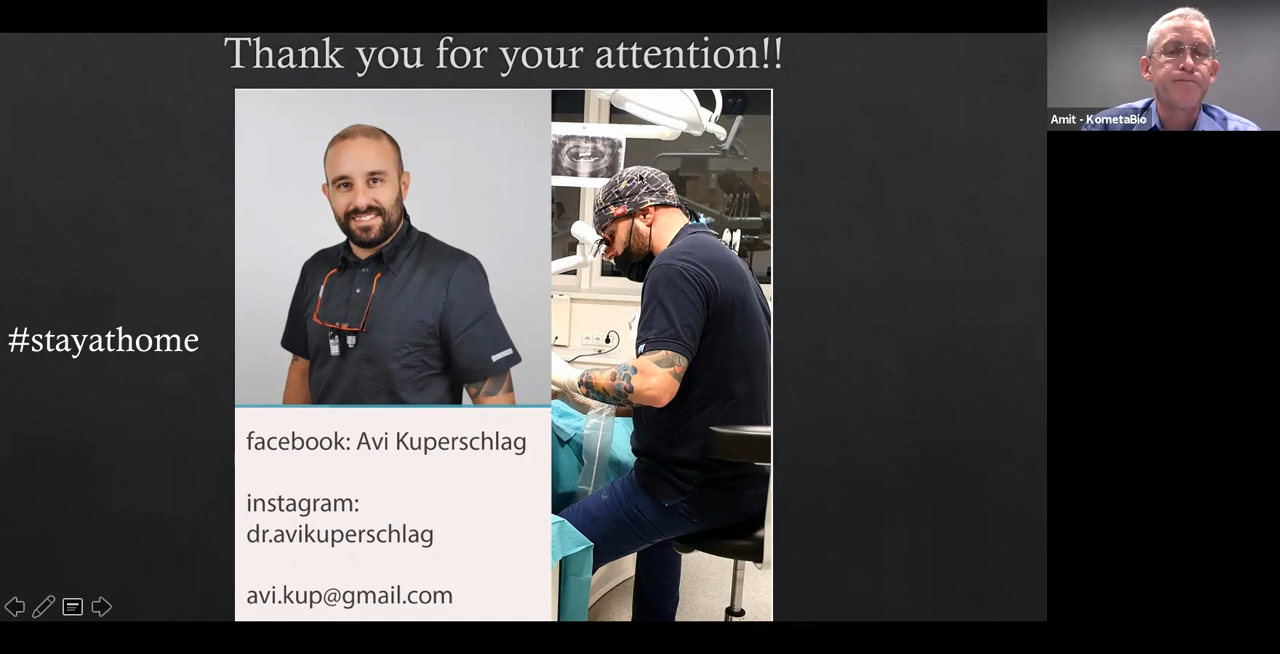 Thank you for your attention!!
Amit - KometaBio
#stayathome
facebook: Avi Kuperschlag
instagram:
dr.avikuperschlag
avi.kup@gmail.com